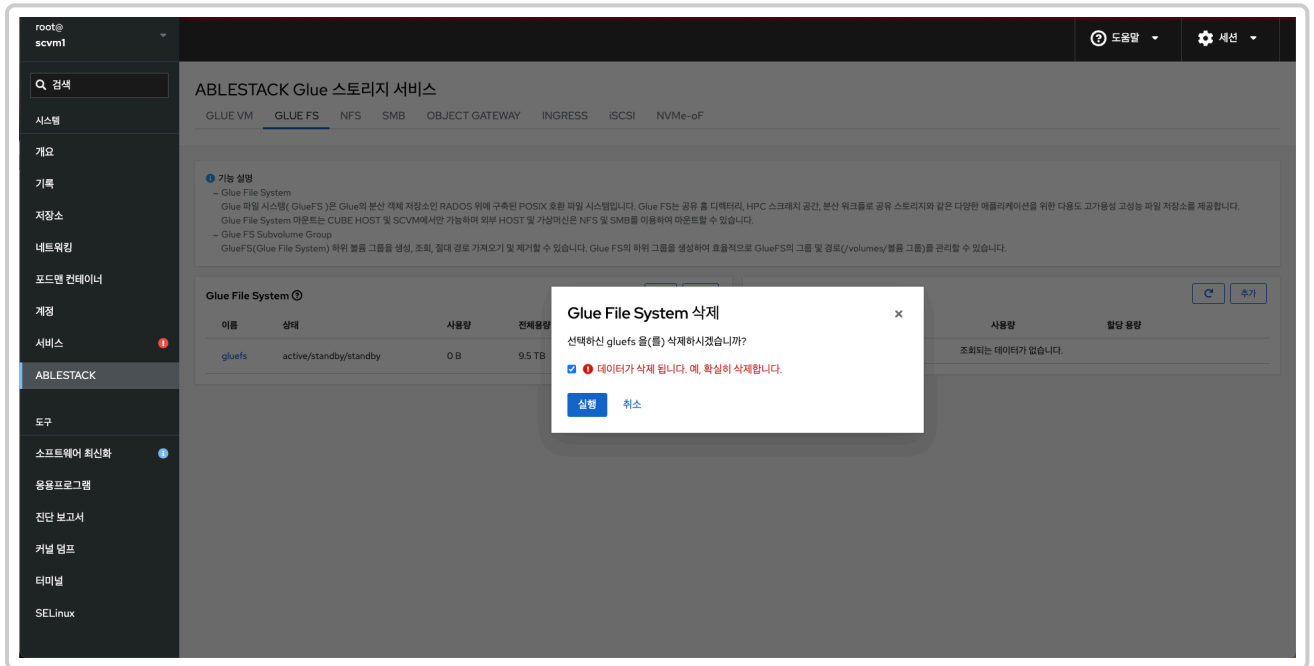 root@
scvm1
도움말
세션
검색
시스템
개요
기록
저장소
네트워킹
포드맨 컨테이너
계정
서비스
ABLESTACK
도구
소프트웨어 최신화
응용프로그램
진단 보고서
커널 덤프
터미널
SELinux
ABLESTACK Glue 스토리지 서비스
GLUE VM GLUE FS NFS SMB OBJECT GATEWAY INGRESS iSCSI NVMe-oF
기능 설명
– Glue File System
Glue 파일 시스템( GlueFS )은 Glue의 분산 객체 저장소인 RADOS 위에 구축된 POSIX 호환 파일 시스템입니다. Glue FS는 공유 홈 디렉터리, HPC 스크래치 공간, 분산 워크플로 공유 스토리지와 같은 다양한 애플리케이션을 위한 다용도 고가용성 고성능 파일 저장소를 제공합니다.
Glue File System 마운트는 CUBE HOST 및 SCVM에서만 가능하며 외부 HOST 및 가상머신은 NFS 및 SMB를 이용하여 마운트할 수 있습니다.
– Glue FS Subvolume Group
GlueFS(Glue File System) 하위 볼륨 그룹을 생성, 조회, 절대 경로 가져오기 및 제거할 수 있습니다. Glue FS의 하위 그룹을 생성하여 효율적으로 GlueFS의 그룹 및 경로(/volumes/볼륨 그룹)를 관리할 수 있습니다.
Glue File System
이름 상태 사용량 전체용량
gluefs active/standby/standby 0 B 9.5 TB
추가
사용량 할당 용량
조회되는 데이터가 없습니다.
Glue File System 삭제
선택하신 gluefs 을(를) 삭제하시겠습니까?
데이터가 삭제 됩니다. 예, 확실히 삭제합니다.
실행 취소